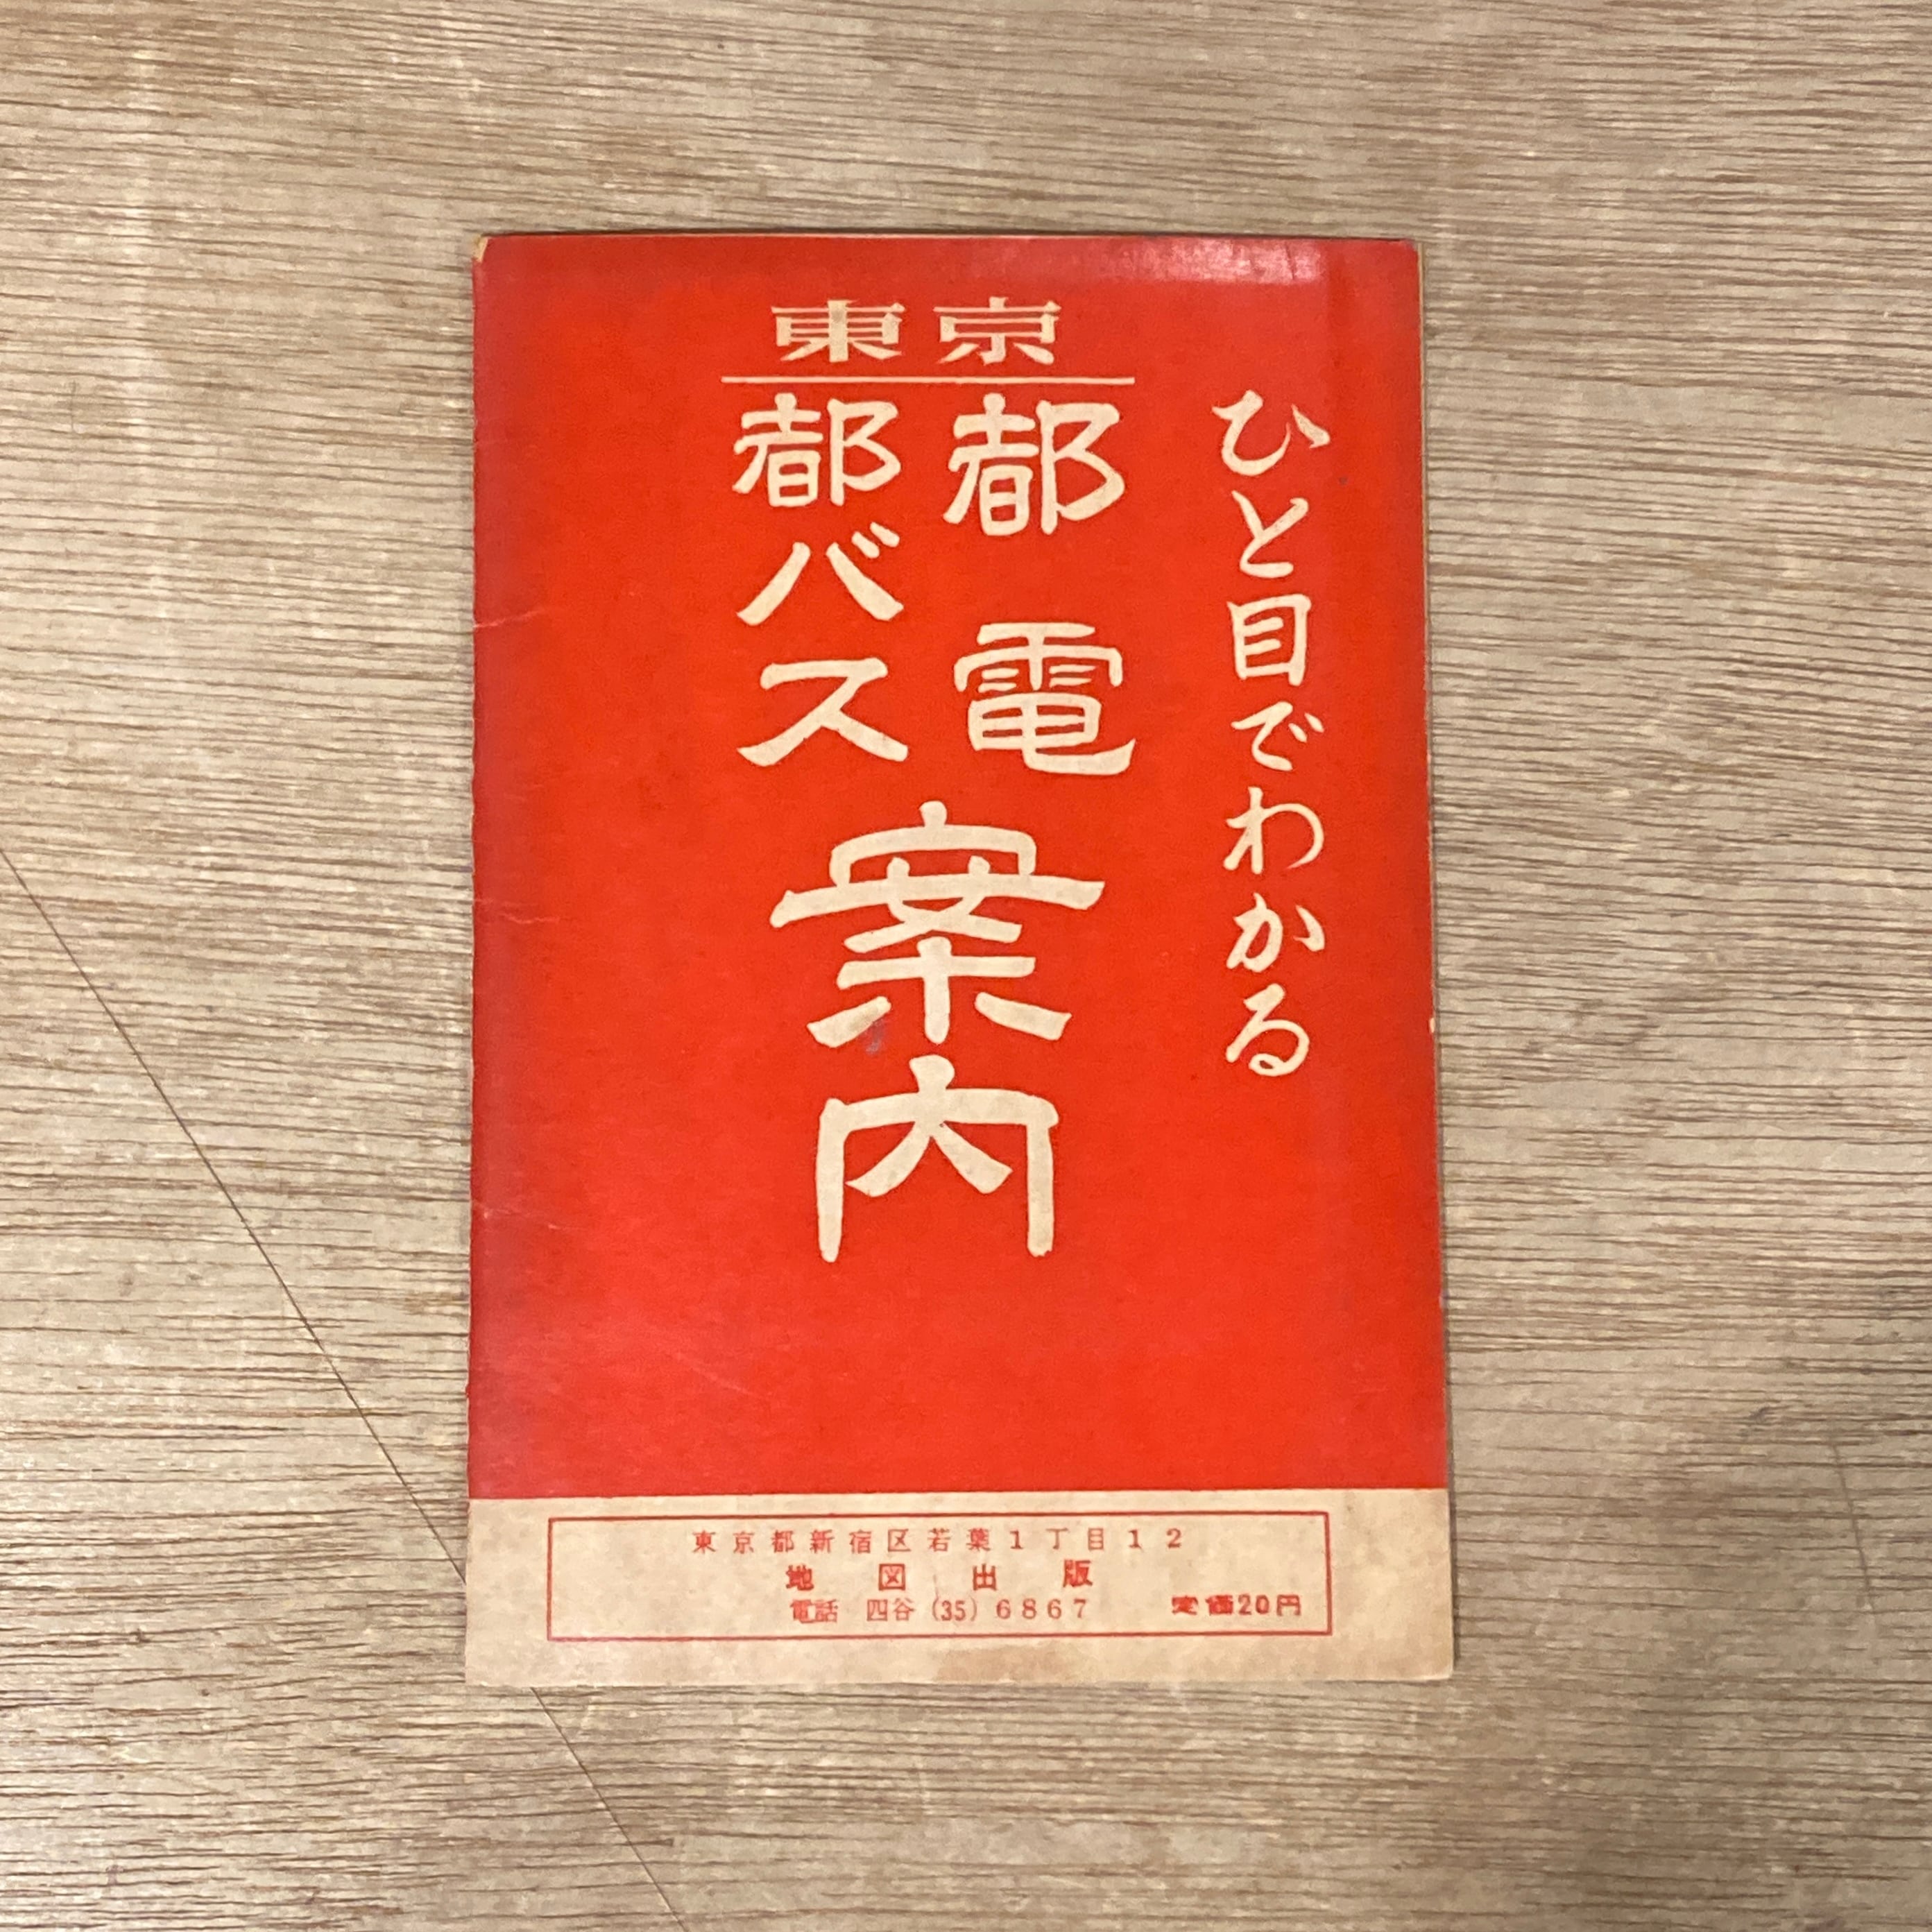 ひと目でわかる
東京
都電
都バス
案内
東京都新宿区若葉1丁目12
地図出版
電話 四谷(35)6867
定価20円